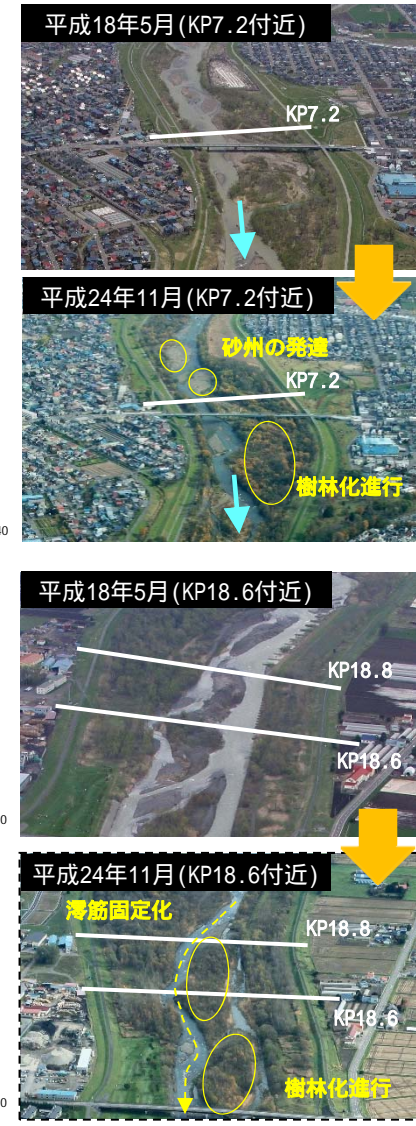 平成18年5月(KP7.2付近)
KP7.2
平成24年11月(KP7.2付近)
砂州の発達
KP7.2
樹林化進行
40
平成18年5月(KP18.6付近)
KP18.8
KP18.6
0
平成24年11月(KP18.6付近)
澪筋固定化
KP18.8
KP18.6
樹林化進行
0